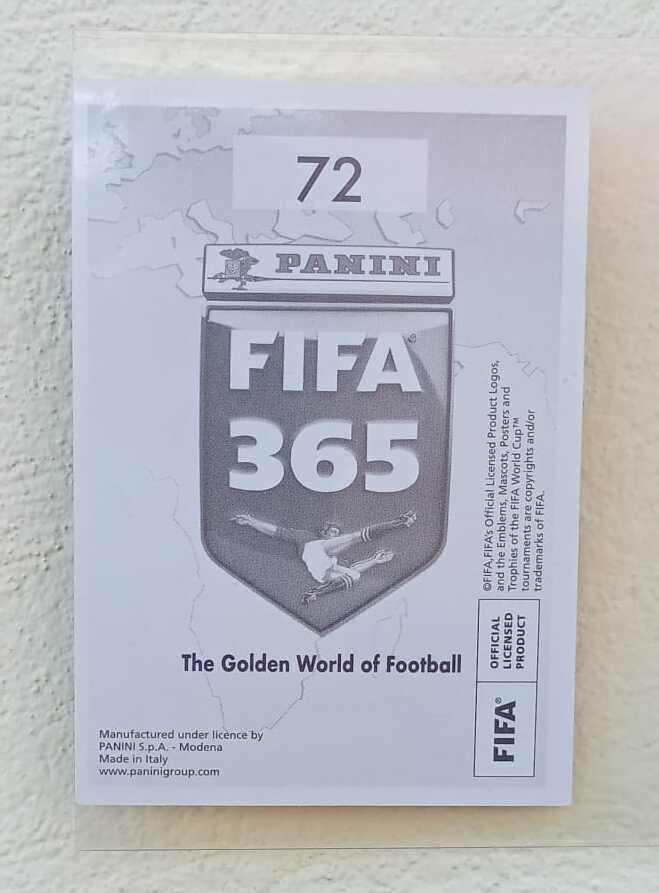 72
PANINI
FIFA®
365
The Golden World of Football
Manufactured under licence by
PANINI S.p.A. - Modena
Made in Italy
www.paninigroup.com
©FIFA,FIFA's Official Licensed Product Logos,
and the Emblems, Mascots, Posters and
Trophies of the FIFA World Cup™
tournaments are copyrights and/or
trademarks of FIFA.
FIFA®
OFFICIAL
LICENSED
PRODUCT